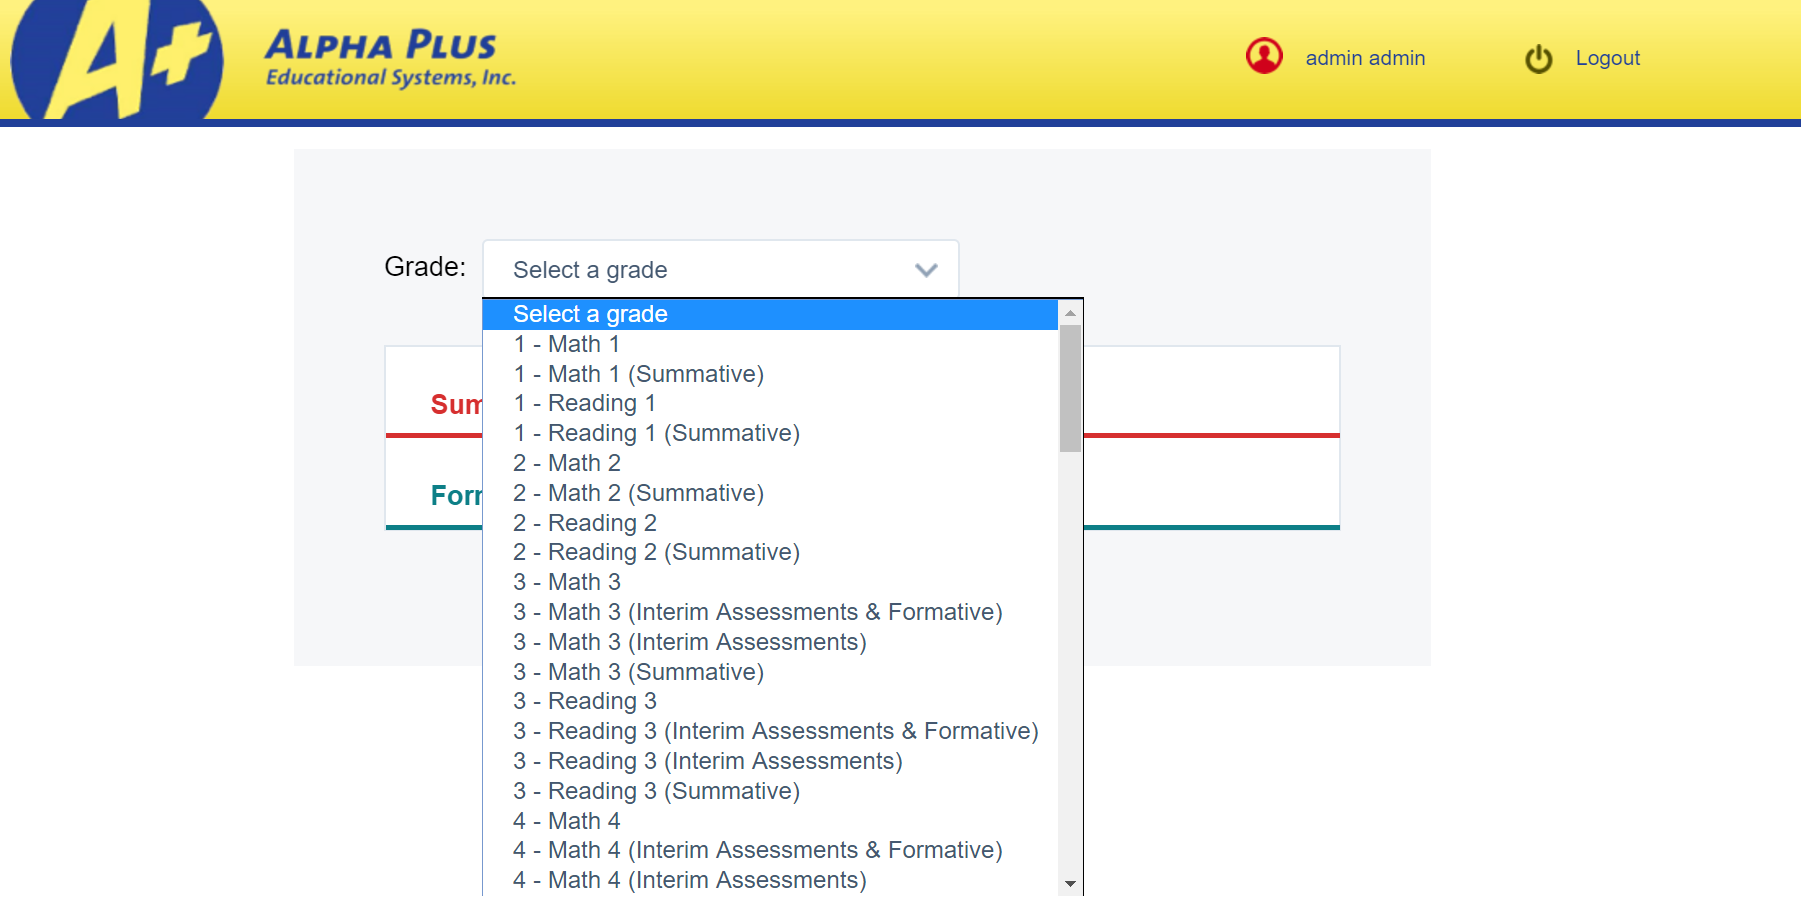 A+
ALPHA PLUS
Educational Systems, Inc.
admin admin
Logout
Grade:
Select a grade
Select a grade
1 - Math 1
1 - Math 1 (Summative)
1 - Reading 1
1 - Reading 1 (Summative)
2 - Math 2
2 - Math 2 (Summative)
2 - Reading 2
2 - Reading 2 (Summative)
3 - Math 3
3 - Math 3 (Interim Assessments & Formative)
3 - Math 3 (Interim Assessments)
3 - Math 3 (Summative)
3 - Reading 3
3 - Reading 3 (Interim Assessments & Formative)
3 - Reading 3 (Interim Assessments)
3 - Reading 3 (Summative)
4 - Math 4
4 - Math 4 (Interim Assessments & Formative)
4 - Math 4 (Interim Assessments)